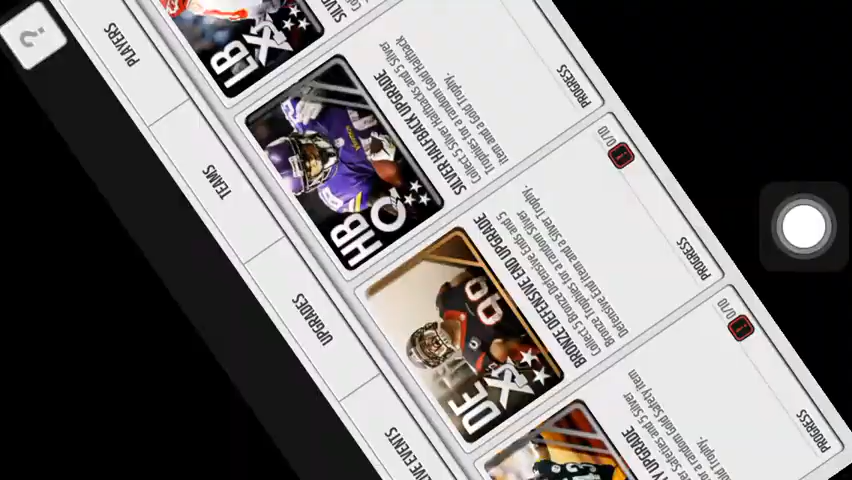 PLAYERS
TEAMS
UPGRADES
LIVE EVENTS
LB
PROGRESS
HB
SILVER HALFBACK UPGRADE
Collect 5 Silver Halfbacks and 5 Silver
Trophies for a random Gold Halfback
Item and a Gold Trophy,
0/10
PROGRESS
DE
99
BRONZE DEFENSIVE END UPGRADE
Collect 5 Bronze Defensive Ends and 5
Bronze Trophies for a random Silver
Defensive End Item and a Silver Trophy,
0/10
PROGRESS
UPGRADE
Safeties and 5 Silver
a random Gold Safety Item
Gold Trophy,